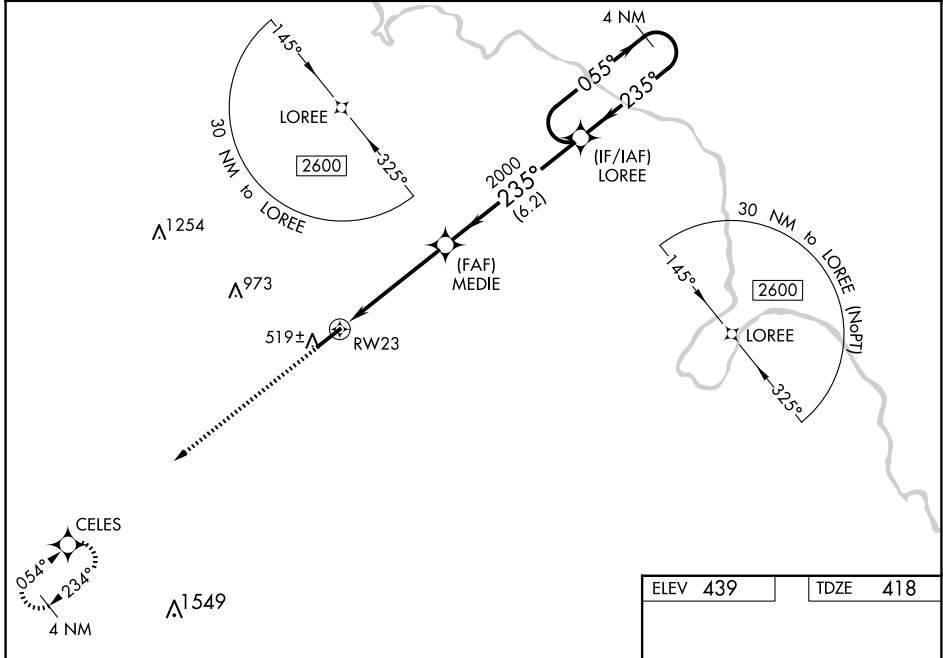 4 NM
145°
055°
235°
LOREE
2600
325°
30 NM to LOREE
(IF/IAF)
LOREE
2000
235°
(6.2)
1254
30 NM to LOREE (NoPT)
145°
2600
LOREE
325°
(FAF)
MEDIE
973
519±
RW23
CELES
054°
234°
4 NM
1549
ELEV 439
TDZE 418